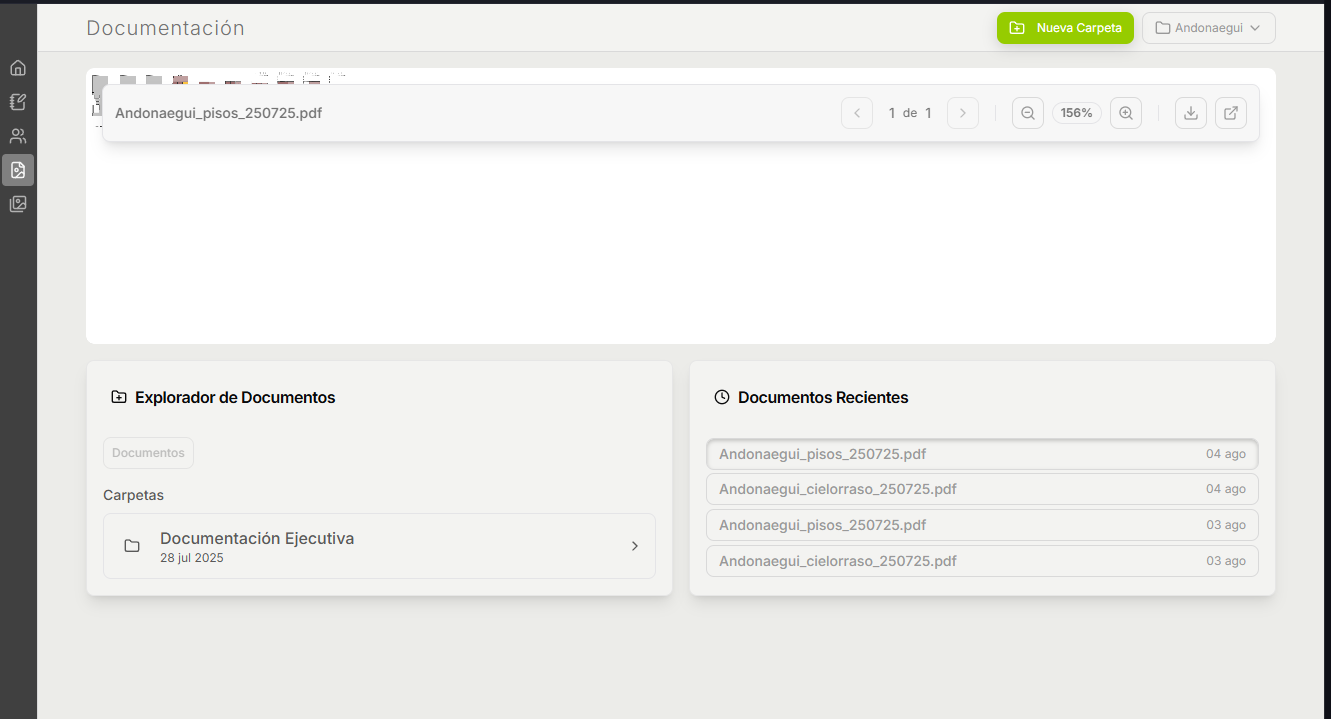 Documentación
Nueva Carpeta
Andonaegui
Andonaegui_pisos_250725.pdf
1 de 1
156%
Explorador de Documentos
Documentos
Carpetas
Documentación Ejecutiva
28 jul 2025
Documentos Recientes
Andonaegui_pisos_250725.pdf 04 ago
Andonaegui_cielorraso_250725.pdf 04 ago
Andonaegui_pisos_250725.pdf 03 ago
Andonaegui_cielorraso_250725.pdf 03 ago